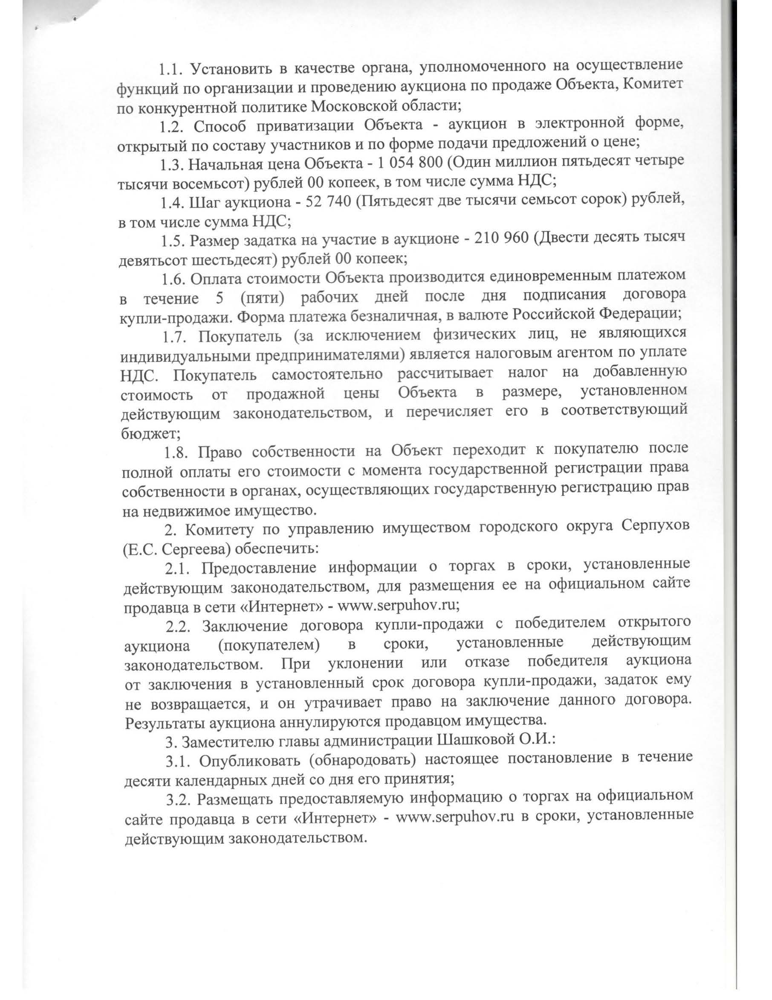 1.1. Установить в качестве органа, уполномоченного на осуществление
функций по организации и проведению аукциона по продаже Объекта, Комитет
по конкурентной политике Московской области;
1.2. Способ приватизации Объекта - аукцион в электронной форме,
открытый по составу участников и по форме подачи предложений о цене;
1.3. Начальная цена Объекта - 1 054 800 (Один миллион пятьдесят четыре
тысячи восемьсот) рублей 00 копеек, в том числе сумма НДС;
1.4. Шаг аукциона - 52 740 (Пятьдесят две тысячи семьсот сорок) рублей,
в том числе сумма НДС;
1.5. Размер задатка на участие в аукционе - 210 960 (Двести десять тысяч
девятьсот шестьдесят) рублей 00 копеек;
1.6. Оплата стоимости Объекта производится единовременным платежом
в течение 5 (пяти) рабочих дней после дня подписания договора
купли-продажи. Форма платежа безналичная, в валюте Российской Федерации;
1.7. Покупатель (за исключением физических лиц, не являющихся
индивидуальными предпринимателями) является налоговым агентом по уплате
НДС. Покупатель самостоятельно рассчитывает налог на добавленную
стоимость от продажной цены Объекта в размере, установленном
действующим законодательством, и перечисляет его в соответствующий
бюджет;
1.8. Право собственности на Объект переходит к покупателю после
полной оплаты его стоимости с момента государственной регистрации права
собственности в органах, осуществляющих государственную регистрацию прав
на недвижимое имущество.
2. Комитету по управлению имуществом городского округа Серпухов
(Е.С. Сергеева) обеспечить:
2.1. Предоставление информации о торгах в сроки, установленные
действующим законодательством, для размещения ее на официальном сайте
продавца в сети «Интернет» - www.serpuhov.ru;
2.2. Заключение договора купли-продажи с победителем открытого
аукциона (покупателем) в сроки, установленные действующим
законодательством. При уклонении или отказе победителя аукциона
от заключения в установленный срок договора купли-продажи, задаток ему
не возвращается, и он утрачивает право на заключение данного договора.
Результаты аукциона аннулируются продавцом имущества.
3. Заместителю главы администрации Шашковой О.И.:
3.1. Опубликовать (обнародовать) настоящее постановление в течение
десяти календарных дней со дня его принятия;
3.2. Размещать предоставляемую информацию о торгах на официальном
сайте продавца в сети «Интернет» - www.serpuhov.ru в сроки, установленные
действующим законодательством.